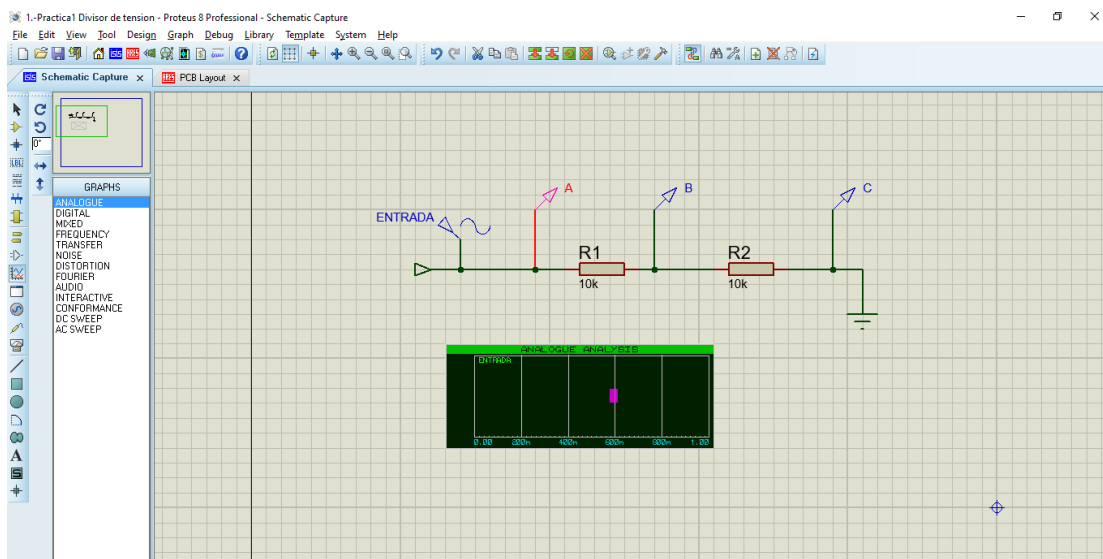 1.-Practica1 Divisor de tension - Proteus 8 Professional - Schematic Capture
File Edit View Tool Design Graph Debug Library Template System Help
Schematic Capture x PCB Layout x
0°
LBL
GRAPHS
ANALOGUE
DIGITAL
MIXED
FREQUENCY
TRANSFER
NOISE
DISTORTION
FOURIER
AUDIO
INTERACTIVE
CONFORMANCE
DC SWEEP
AC SWEEP
A
S
ENTRADA
A
B
C
R1
10k
R2
10k
ANALOGUE ANALYSIS
ENTRADA
0.00 200m 400m 600m 800m 1.00